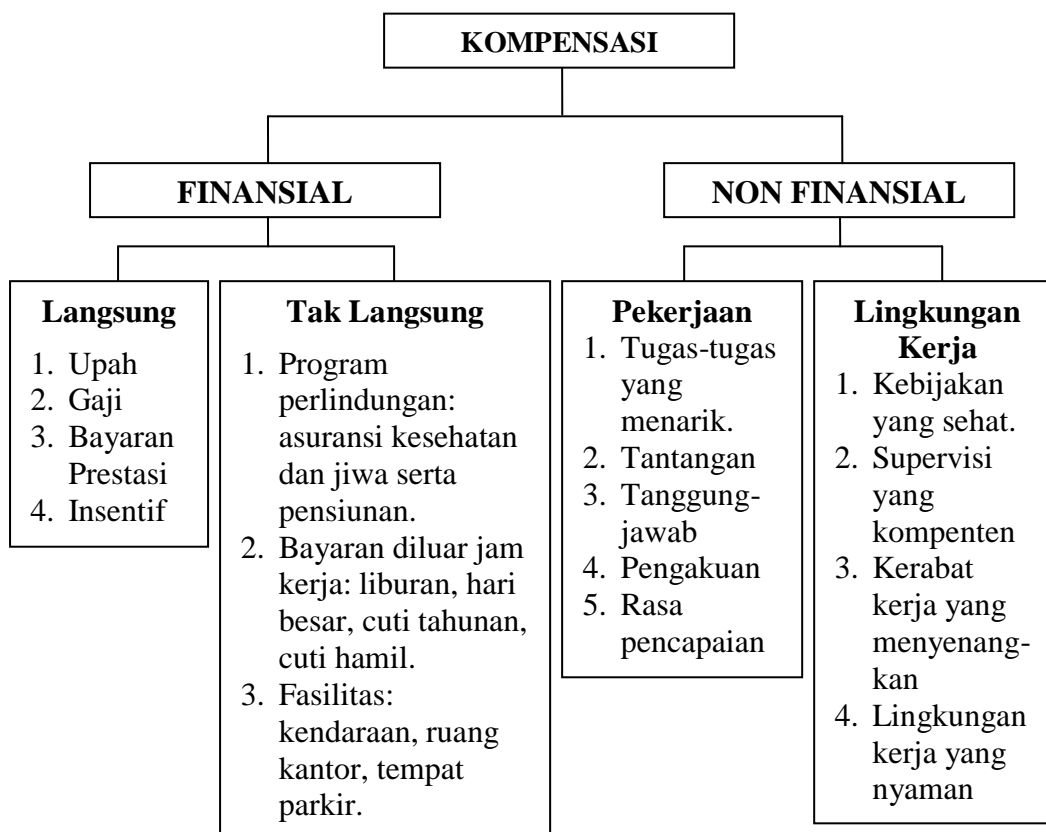 KOMPENSASI
FINANSIAL
NON FINANSIAL
Langsung
1. Upah
2. Gaji
3. Bayaran
Prestasi
4. Insentif
Tak Langsung
1. Program
perlindungan:
asuransi kesehatan
dan jiwa serta
pensiunan.
2. Bayaran diluar jam
kerja: liburan, hari
besar, cuti tahunan,
cuti hamil.
3. Fasilitas:
kendaraan, ruang
kantor, tempat
parkir.
Pekerjaan
1. Tugas-tugas
yang
menarik.
2. Tantangan
3. Tanggung-
jawab
4. Pengakuan
5. Rasa
pencapaian
Lingkungan
Kerja
1. Kebijakan
yang sehat.
2. Supervisi
yang
kompenten
3. Kerabat
kerja yang
menyenang-
kan
4. Lingkungan
kerja yang
nyaman